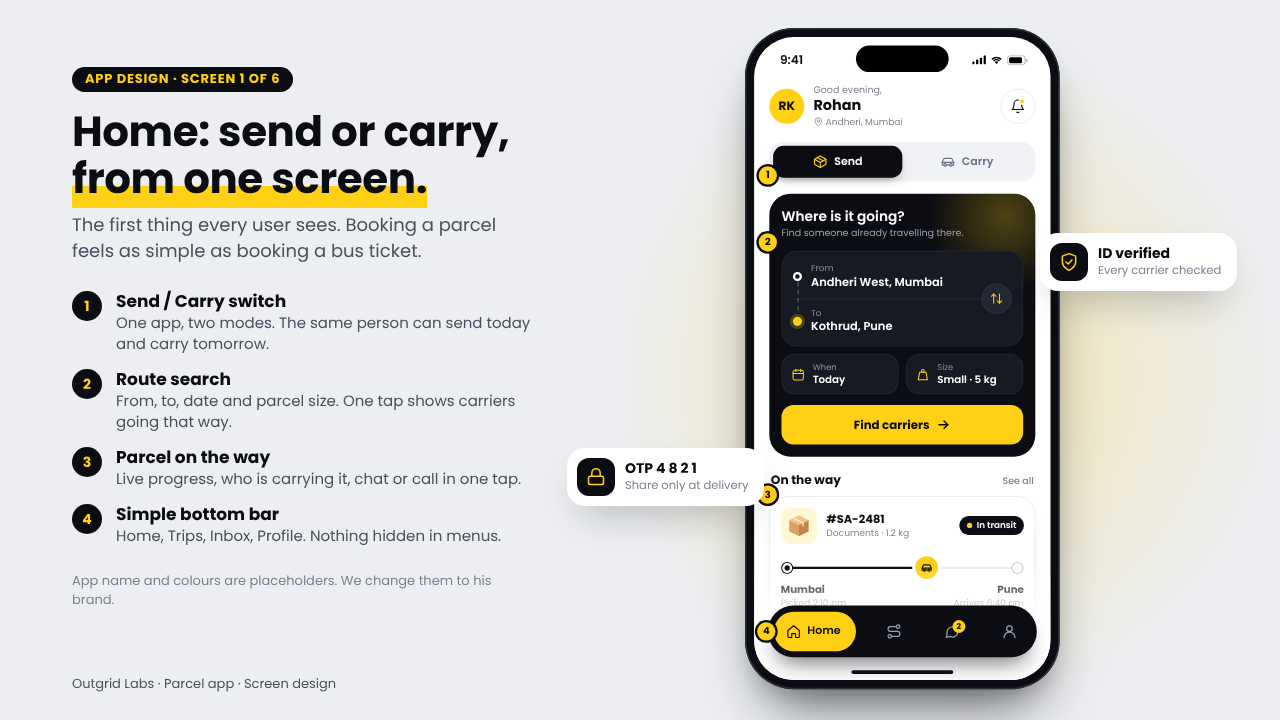 APP DESIGN · SCREEN 1 OF 6
Home: send or carry,
from one screen.
The first thing every user sees. Booking a parcel
feels as simple as booking a bus ticket.
1
Send / Carry switch
One app, two modes. The same person can send today
and carry tomorrow.
2
Route search
From, to, date and parcel size. One tap shows carriers
going that way.
3
Parcel on the way
Live progress, who is carrying it, chat or call in one tap.
4
Simple bottom bar
Home, Trips, Inbox, Profile. Nothing hidden in menus.
App name and colours are placeholders. We change them to his
brand.
Outgrid Labs · Parcel app · Screen design
9:41
RK
Good evening,
Rohan
Andheri, Mumbai
Send
Carry
1
Where is it going?
Find someone already travelling there.
2
From
Andheri West, Mumbai
To
Kothrud, Pune
When
Today
Size
Small · 5 kg
Find carriers →
ID verified
Every carrier checked
OTP 4 8 2 1
Share only at delivery
On the way
See all
3
#SA-2481
Documents · 1.2 kg
In transit
Mumbai
Pune
Picked 2:10 pm
Arrives 6:40 pm
4
Home
2